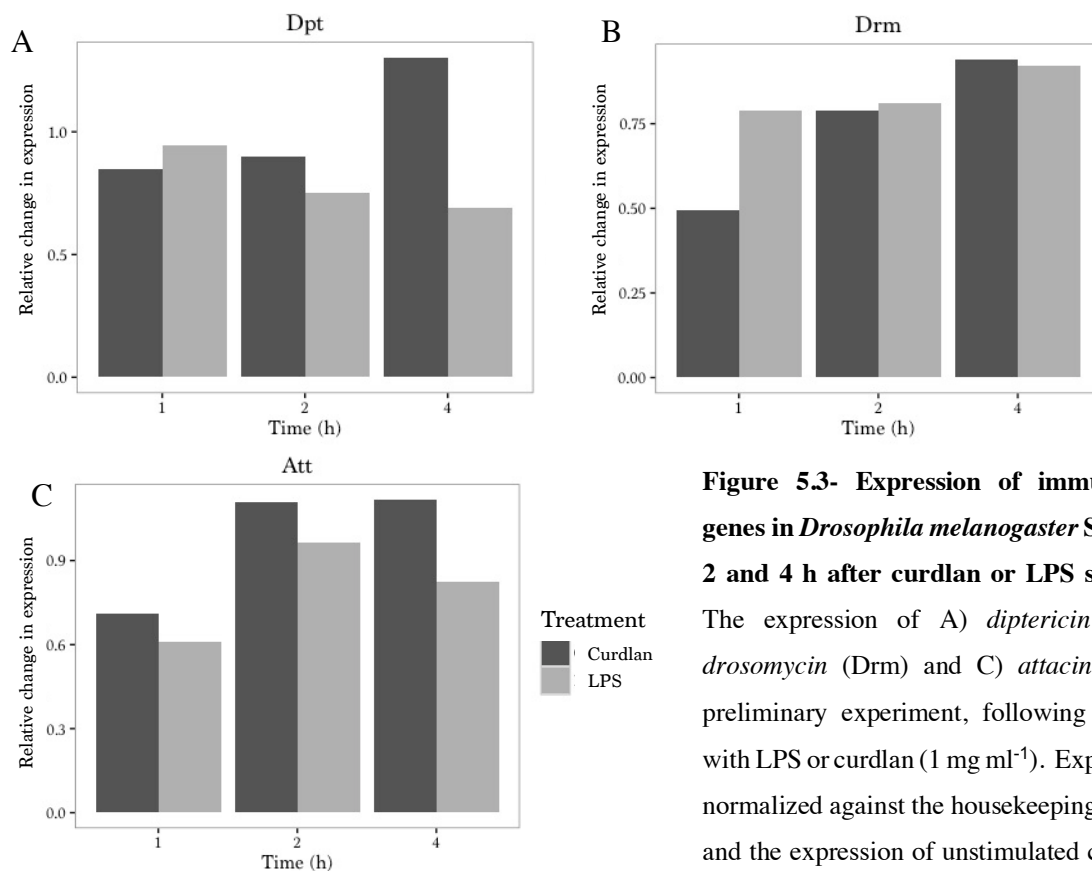 A
Dpt
Relative change in expression
1.0
0.5
0.0
1 2 4
Time (h)
B
Drm
Relative change in expression
0.75
0.50
0.25
0.00
1 2 4
Time (h)
C
Att
Relative change in expression
0.9
0.6
0.3
0.0
1 2 4
Time (h)
Treatment
Curdlan
LPS
Figure 5.3- Expression of
genes in Drosophila melanogaster
2 and 4 h after curdlan or LPS
The expression of A) diptericin
drosomycin (Drm) and C) attacin
preliminary experiment, following
with LPS or curdlan (1 mg ml⁻¹).
normalized against the housekeeping
and the expression of unstimulated